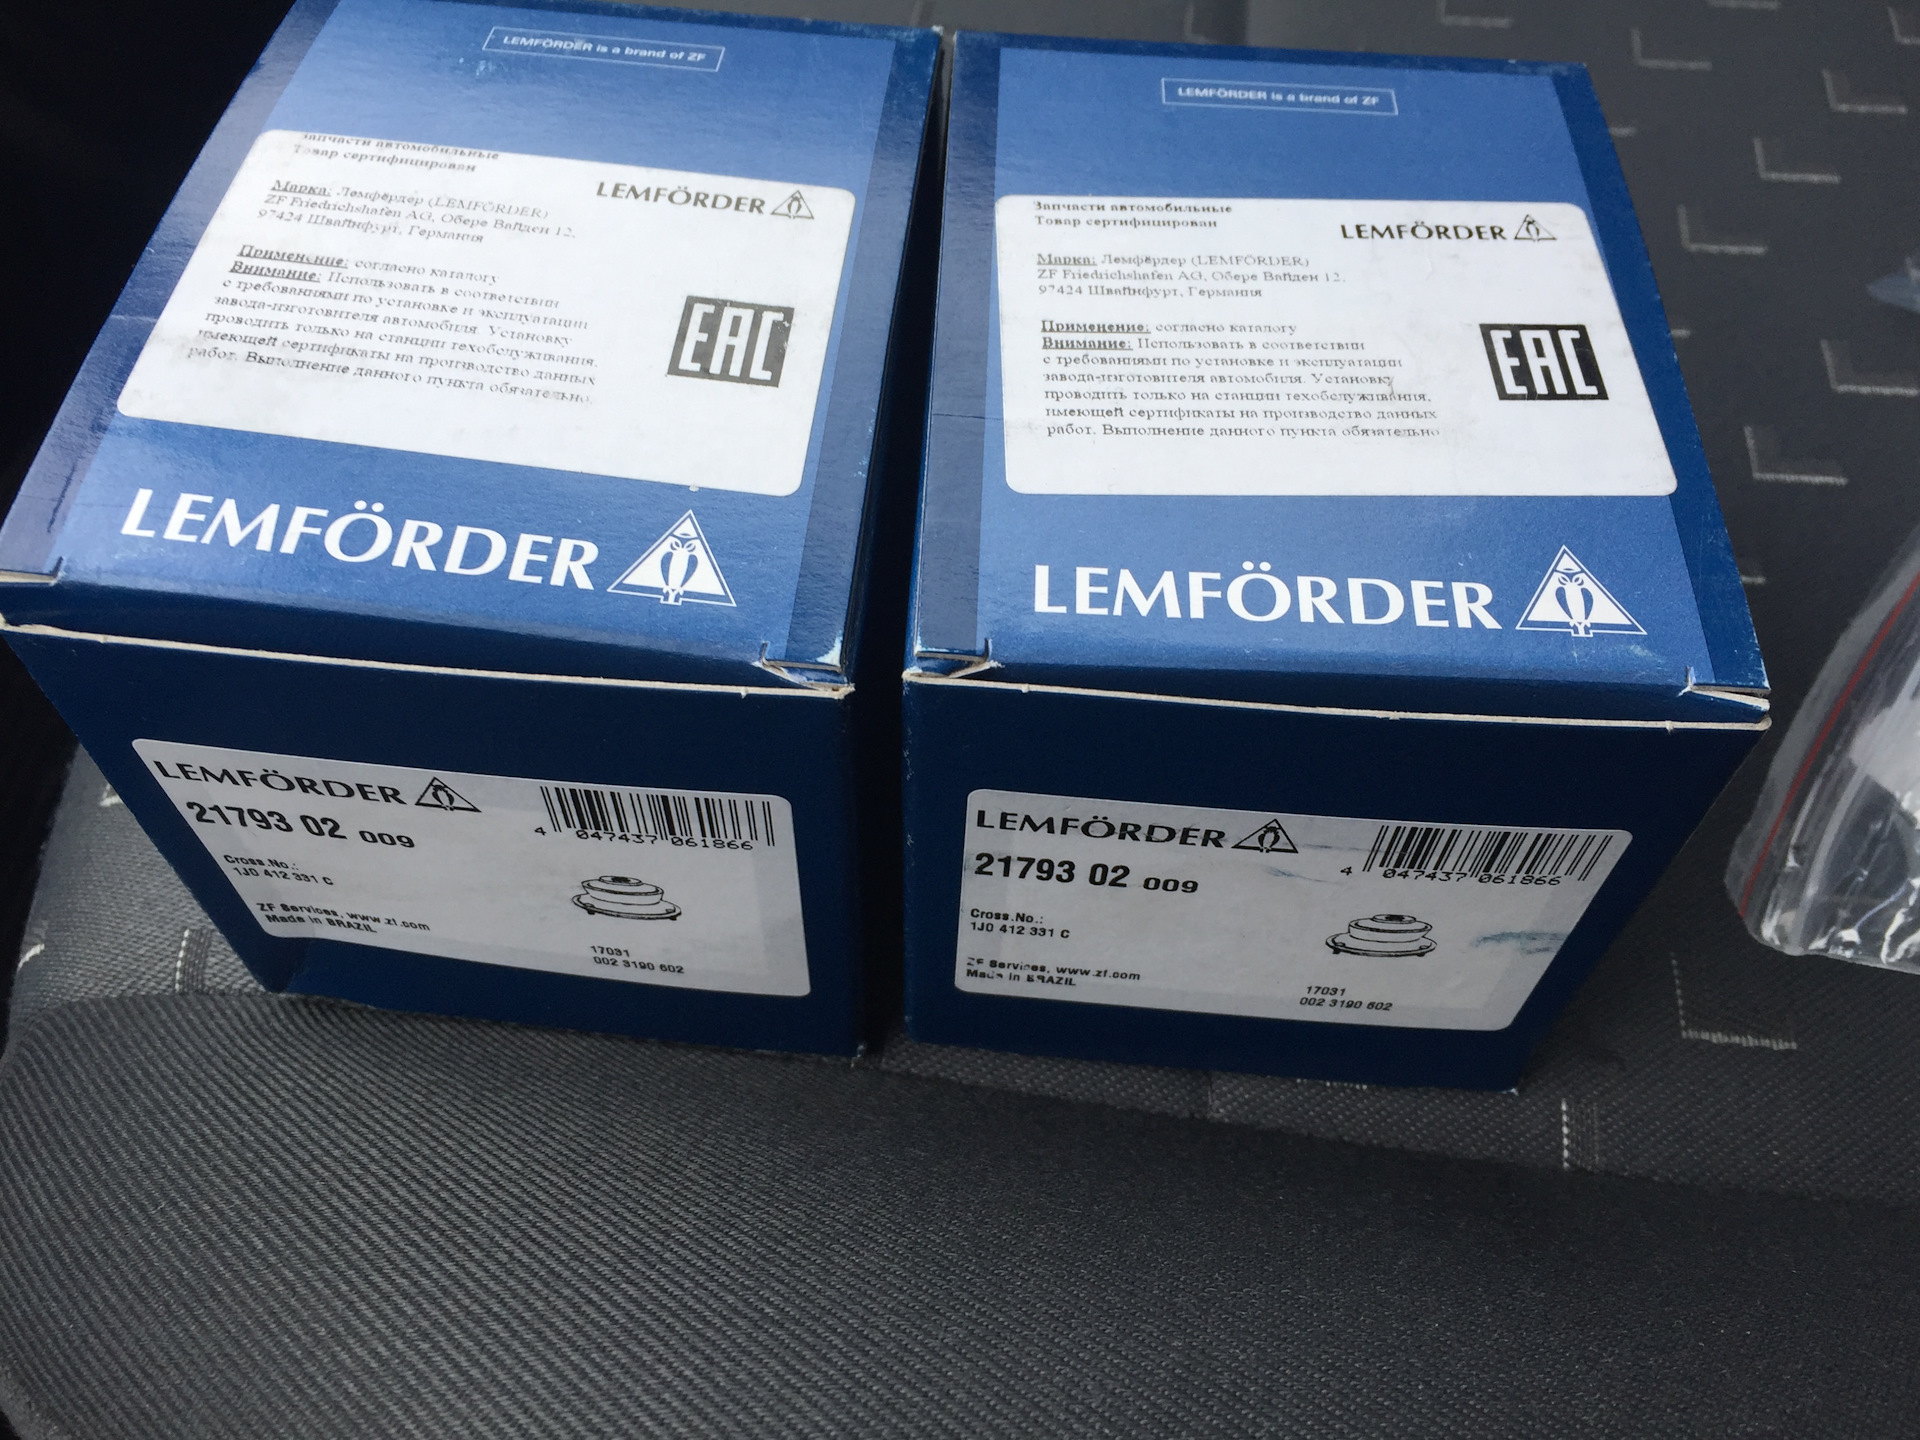 LEMFÖRDER is a brand of ZF
запчасти автомобильные
Товар сертифицирован
LEMFÖRDER
Марка: Лемфёрдер (LEMFÖRDER)
ZF Friedrichshafen AG, Обере Вайден 12,
97424 Швайнфурт, Германия
Применение: согласно каталогу
Внимание: Использовать в соответствии
с требованиями по установке и эксплуатации
завода-изготовителя автомобиля. Установку
проводить только на станции техобслуживания,
имеющей сертификаты на производство данных
работ. Выполнение данного пункта обязательно.
EAC
LEMFÖRDER
LEMFÖRDER
21793 02 009
4 047437 061866
Cross.No.:
1J0 412 331 C
ZF Services, www.zf.com
Made in BRAZIL
17031
002 3190 602
LEMFÖRDER is a brand of ZF
Запчасти автомобильные
Товар сертифицирован
LEMFÖRDER
Марка: Лемфёрдер (LEMFÖRDER)
ZF Friedrichshafen AG, Обере Вайден 12,
97424 Швайнфурт, Германия
Применение: согласно каталогу
Внимание: Использовать в соответствии
с требованиями по установке и эксплуатации
завода-изготовителя автомобиля. Установку
проводить только на станции техобслуживания,
имеющей сертификаты на производство данных
работ. Выполнение данного пункта обязательно
EAC
LEMFÖRDER
LEMFÖRDER
21793 02 009
4 047437 061866
Cross.No.:
1J0 412 331 C
ZF Services, www.zf.com
Made in BRAZIL
17031
002 3190 602